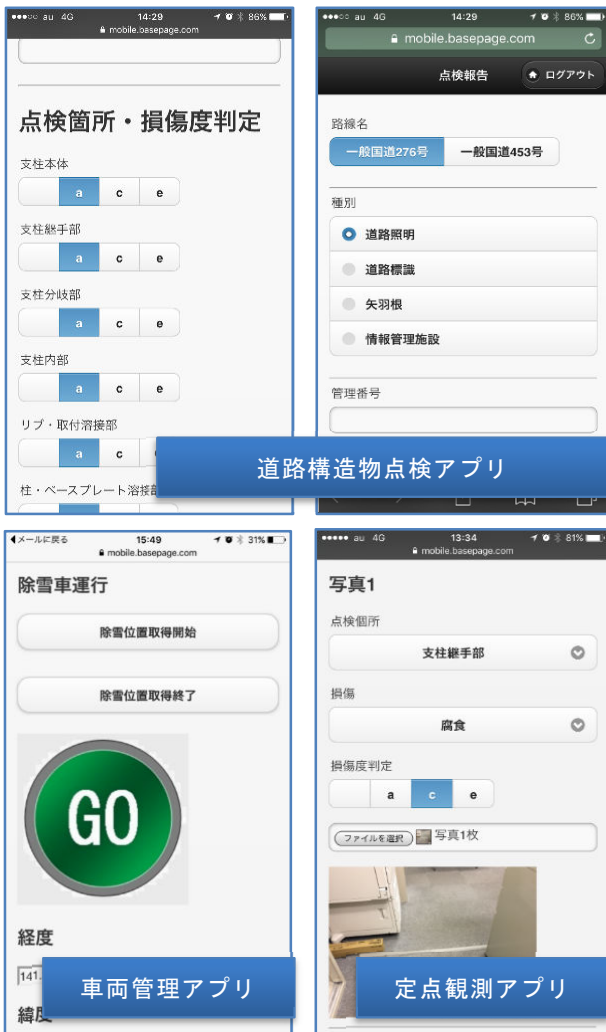 au 4G 14:29 86%
mobile.basepage.com
点検箇所・損傷度判定
支柱本体
a c e
支柱継手部
a c e
支柱分岐部
a c e
支柱内部
a c e
リブ・取付溶接部
a c
柱・ベースプレート溶接部
au 4G 14:29 86%
mobile.basepage.com
点検報告 ログアウト
路線名
一般国道276号 一般国道453号
種別
道路照明
道路標識
矢羽根
情報管理施設
管理番号
道路構造物点検アプリ
メールに戻る 15:49 31%
mobile.basepage.com
除雪車運行
除雪位置取得開始
除雪位置取得終了
GO
経度
141.
緯度
車両管理アプリ
au 4G 13:34 81%
mobile.basepage.com
写真1
点検個所
支柱継手部
損傷
腐食
損傷度判定
a c e
ファイルを選択 写真1枚
定点観測アプリ